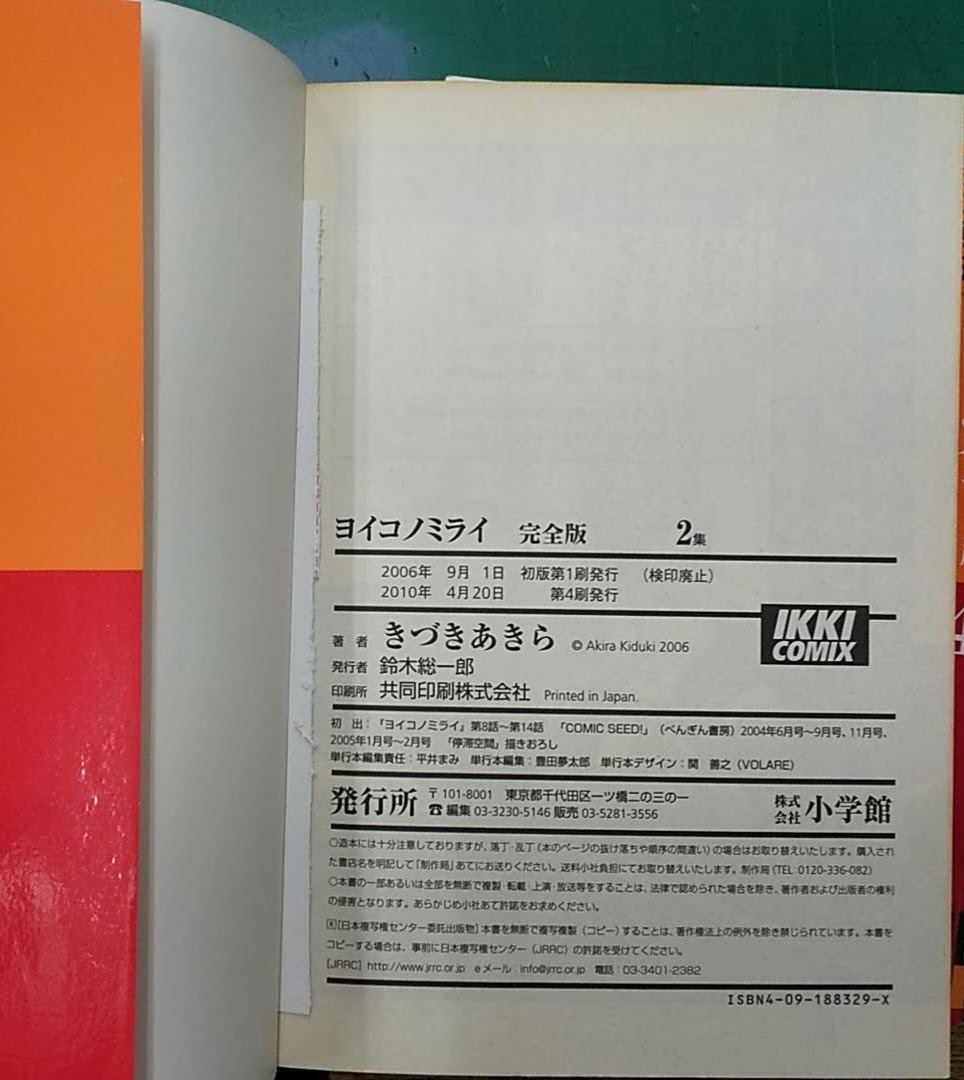 ヨイコノミライ 完全版 2集
2006年 9月 1日 初版第1刷発行 （検印廃止）
2010年 4月20日 第4刷発行
IKKI
COMIX
著 者 きづきあきら © Akira Kiduki 2006
発行者 鈴木総一郎
印刷所 共同印刷株式会社 Printed in Japan.
初 出：「ヨイコノミライ」第8話～第14話 「COMIC SEED!」（ぺんぎん書房）2004年6月号～9月号、11月号、
2005年1月号～2月号 「停滞空間」描きおろし
単行本編集責任：平井まみ 単行本編集：豊田夢太郎 単行本デザイン：関 善之（VOLARE）
発行所 〒101-8001 東京都千代田区一ツ橋二の三の一
☎編集 03-3230-5146 販売 03-5281-3556
株式会社 小学館
○造本には十分注意しておりますが、落丁・乱丁（本のページの抜け落ちや順序の間違い）の場合はお取り替えいたします。購入され
た書店名を明記して「制作局」あてにお送りください。送料小社負担にてお取り替えいたします。制作局（TEL：0120-336-082）
○本書の一部あるいは全部を無断で複製・転載・上演・放送等をすることは、法律で認められた場合を除き、著作者および出版者の権利
の侵害となります。あらかじめ小社あて許諾をお求めください。
R［日本複写権センター委託出版物］本書を無断で複写複製（コピー）することは、著作権法上の例外を除き禁じられています。本書を
コピーする場合は、事前に日本複写権センター（JRRC）の許諾を受けてください。
［JRRC］http://www.jrrc.or.jp eメール：info@jrrc.or.jp 電話：03-3401-2382
ISBN4-09-188329-X